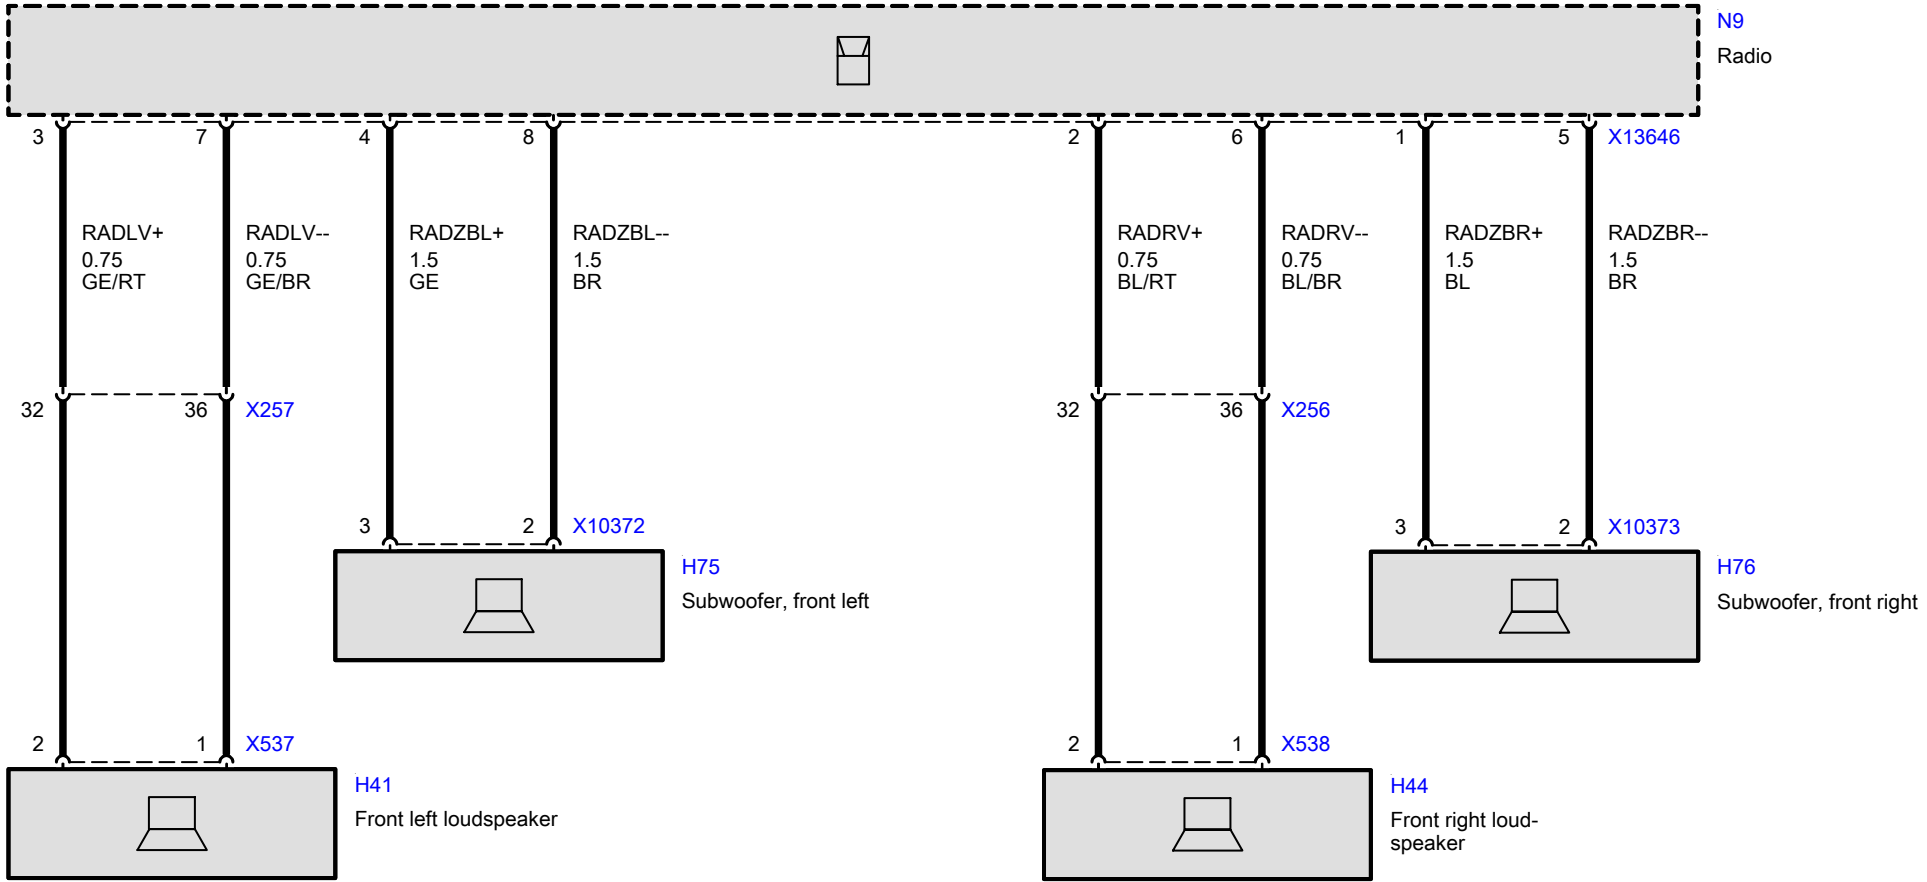 N9
Radio
3 7 4 8 2 6 1 5 X13646
RADLV+ RADLV-- RADZBL+ RADZBL-- RADRV+ RADRV-- RADZBR+ RADZBR--
0.75 0.75 1.5 1.5 0.75 0.75 1.5 1.5
GE/RT GE/BR GE BR BL/RT BL/BR BL BR
32 36 X257 32 36 X256
3 2 X10372 3 2 X10373
H75 H76
Subwoofer, front left Subwoofer, front right
2 1 X537 2 1 X538
H41 H44
Front left loudspeaker Front right loud-
speaker